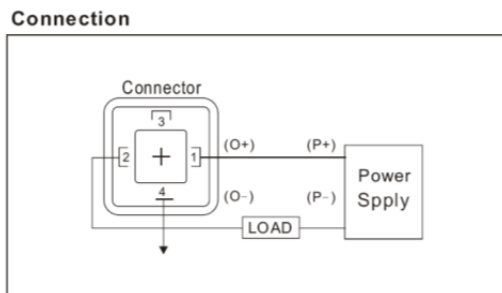 Connection
Connector
3
2 + 1
4
(O+) (P+)
(O−) (P−)
Power
Spply
LOAD